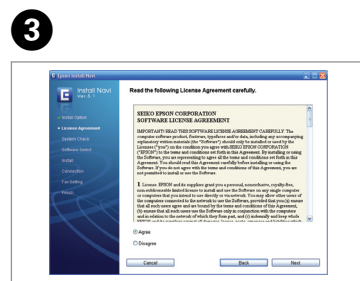 3
Epson Install Navi
Install Navi
Ver. 6.1
Install Option
License Agreement
System Check
Software Select
Install
Connection
Fax Setting
Finish
Read the following License Agreement carefully.
SEIKO EPSON CORPORATION
SOFTWARE LICENSE AGREEMENT
IMPORTANT! READ THIS SOFTWARE LICENSE AGREEMENT CAREFULLY. The
computer software product, fontware, typefaces and/or data, including any accompanying
explanatory written materials (the "Software") should only be installed or used by the
Licensee ("you") on the condition you agree with SEIKO EPSON CORPORATION
("EPSON") to the terms and conditions set forth in this Agreement. By installing or using
the Software, you are representing to agree all the terms and conditions set forth in this
Agreement. You should read this Agreement carefully before installing or using the
Software. If you do not agree with the terms and conditions of this Agreement, you are
not permitted to install or use the Software.
1 License. EPSON and its suppliers grant you a personal, nonexclusive, royalty-free,
non-sublicensable limited license to install and use the Software on any single computer
or computers that you intend to use directly or via network. You may allow other users of
the computers connected to the network to use the Software, provided that you (a) ensure
that all such users agree and are bound by the terms and conditions of this Agreement,
(b) ensure that all such users use the Software only in conjunction with the computers
and in relation to the network of which they form part, and (c) indemnify and keep whole
Agree
Disagree
Cancel
Back
Next